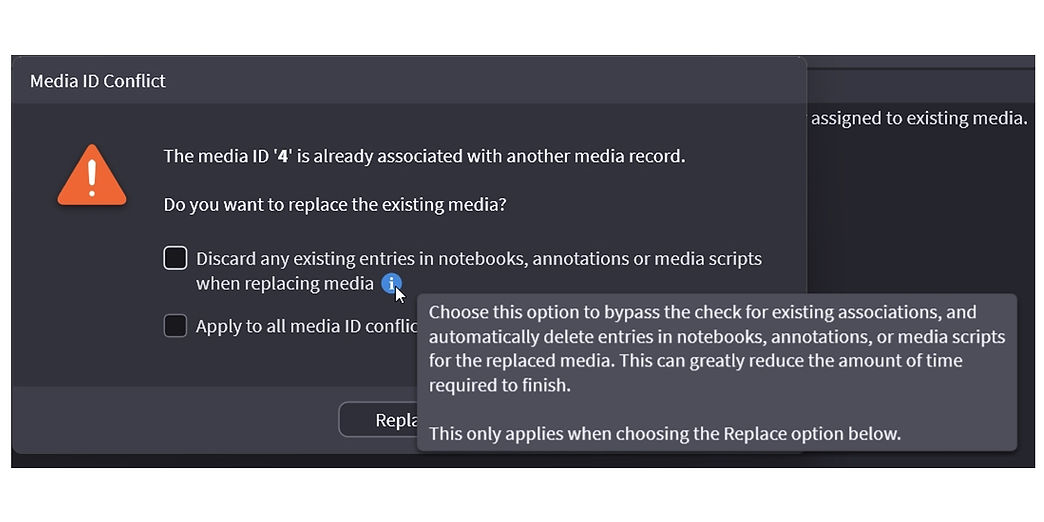 Media ID Conflict
assigned to existing media.
The media ID '4' is already associated with another media record.
Do you want to replace the existing media?
Discard any existing entries in notebooks, annotations or media scripts
when replacing media
Apply to all media ID
Choose this option to bypass the check for existing associations, and
automatically delete entries in notebooks, annotations, or media scripts
for the replaced media. This can greatly reduce the amount of time
required to finish.
This only applies when choosing the Replace option below.